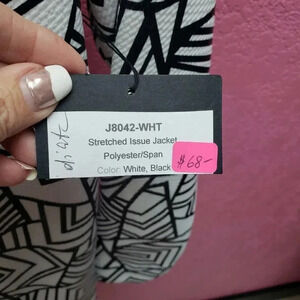 J8042-WHT
Stretched Issue Jacket
Polyester/Span
Color: White, Black
$68-